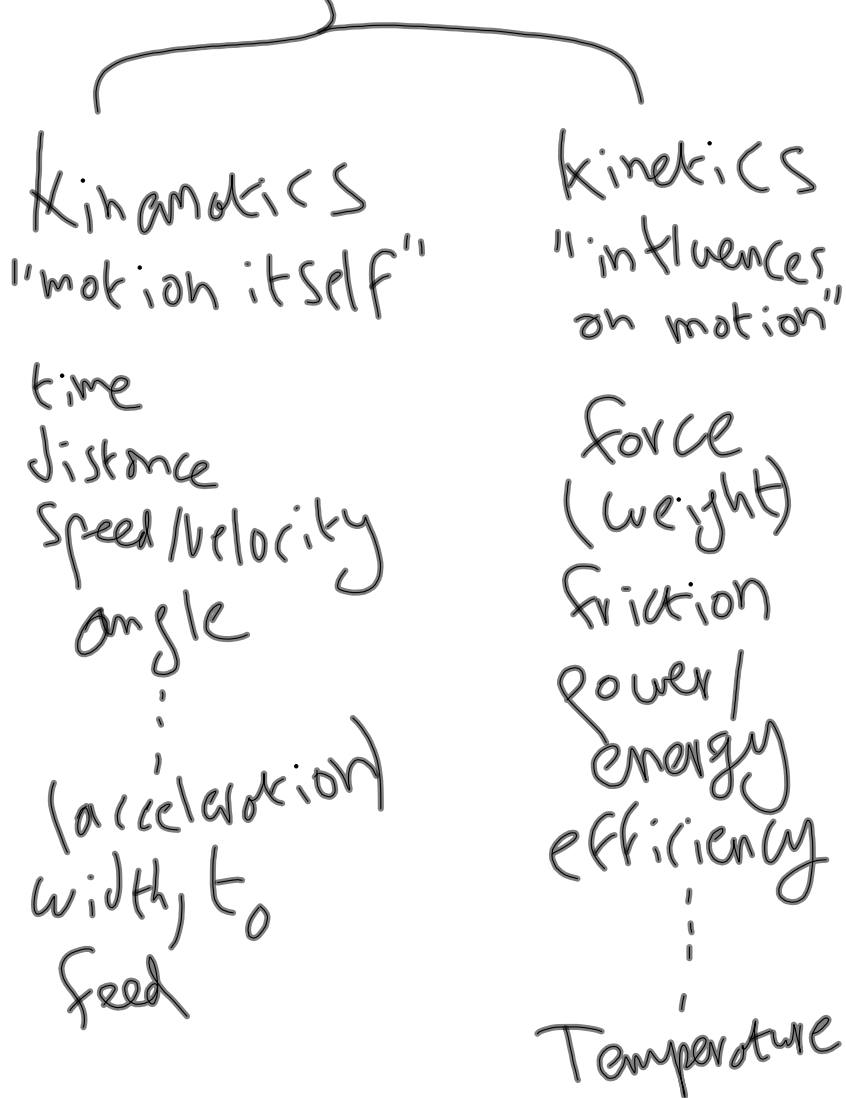 kinematics
"motion itself"
time
distance
speed/velocity
angle
(acceleration)
width, to
feed
kinetics
"influences
on motion"
force
(weight)
friction
power/
energy
efficiency
Temperature